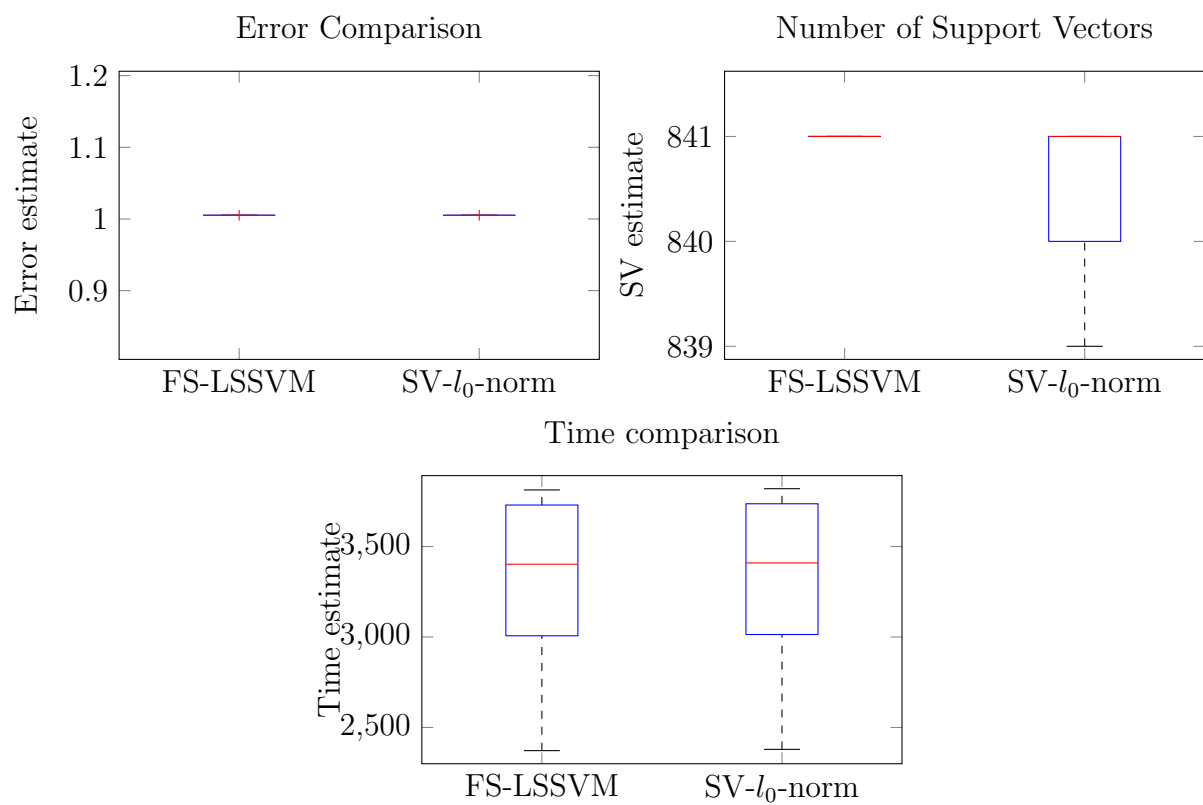 Error Comparison
Error estimate
1.2
1.1
1
0.9
FS-LSSVM
SV-l₀-norm
Number of Support Vectors
SV estimate
841
840
839
FS-LSSVM
SV-l₀-norm
Time comparison
Time estimate
3,500
3,000
2,500
FS-LSSVM
SV-l₀-norm